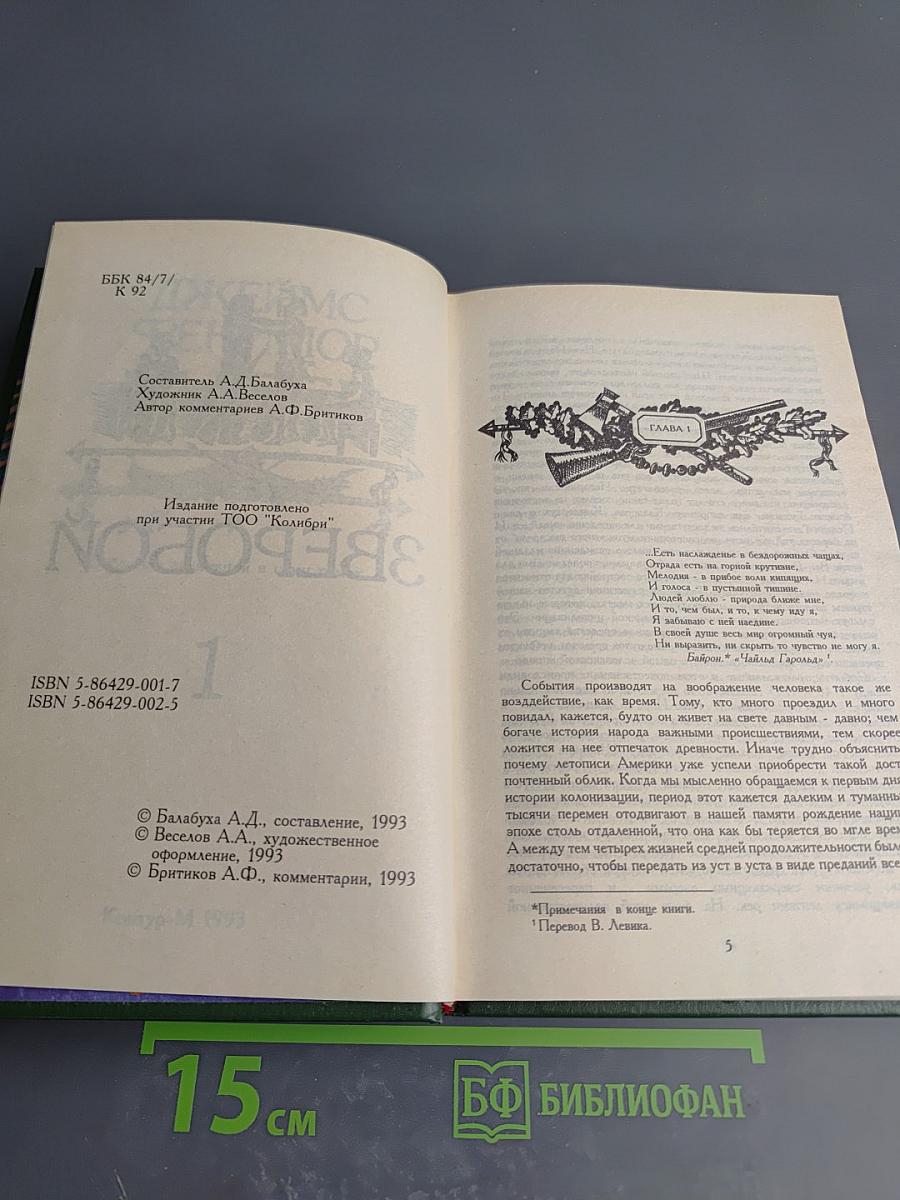 ББК 84/7/
К 92
Составитель А.Д.Балабуха
Художник А.А.Веселов
Автор комментариев А.Ф.Бритиков
Издание подготовлено
при участии ТОО "Колибри"
ДЖЕЙМС
ЗВЕРОБОЙ
1
ISBN 5-86429-001-7
ISBN 5-86429-002-5
© Балабуха А.Д., составление, 1993
© Веселов А.А., художественное
оформление, 1993
© Бритиков А.Ф., комментарии, 1993
Контур-М 1993
ГЛАВА 1
...Есть наслажденье в бездорожных чащах,
Отрада есть на горной крутизне,
Мелодия - в прибое волн кипящих,
И голоса - в пустынной тишине.
Людей люблю - природа ближе мне,
И то, чем был, и то, к чему иду я,
Я забываю с ней наедине.
В своей душе весь мир огромный чуя,
Ни выразить, ни скрыть то чувство не могу я.
Байрон.* «Чайльд Гарольд» ¹.
События производят на воображение человека такое же
возддействие, как время. Тому, кто много проездил и много
повидал, кажется, будто он живет на свете давным - давно; чем
богаче история народа важными происшествиями, тем скорее
ложится на нее отпечаток древности. Иначе трудно объяснить,
почему летописи Америки уже успели приобрести такой дост
почтенный облик. Когда мы мысленно обращаемся к первым дня
истории колонизации, период этот кажется далеким и туманны
тысячи перемен отодвигают в нашей памяти рождение наци
эпохе столь отдаленной, что она как бы теряется во мгле врем
А между тем четырех жизней средней продолжительности было
достаточно, чтобы передать из уст в уста в виде преданий все
*Примечания в конце книги.
¹ Перевод В. Левика.
5
15 см
БФ БИБЛИОФАН